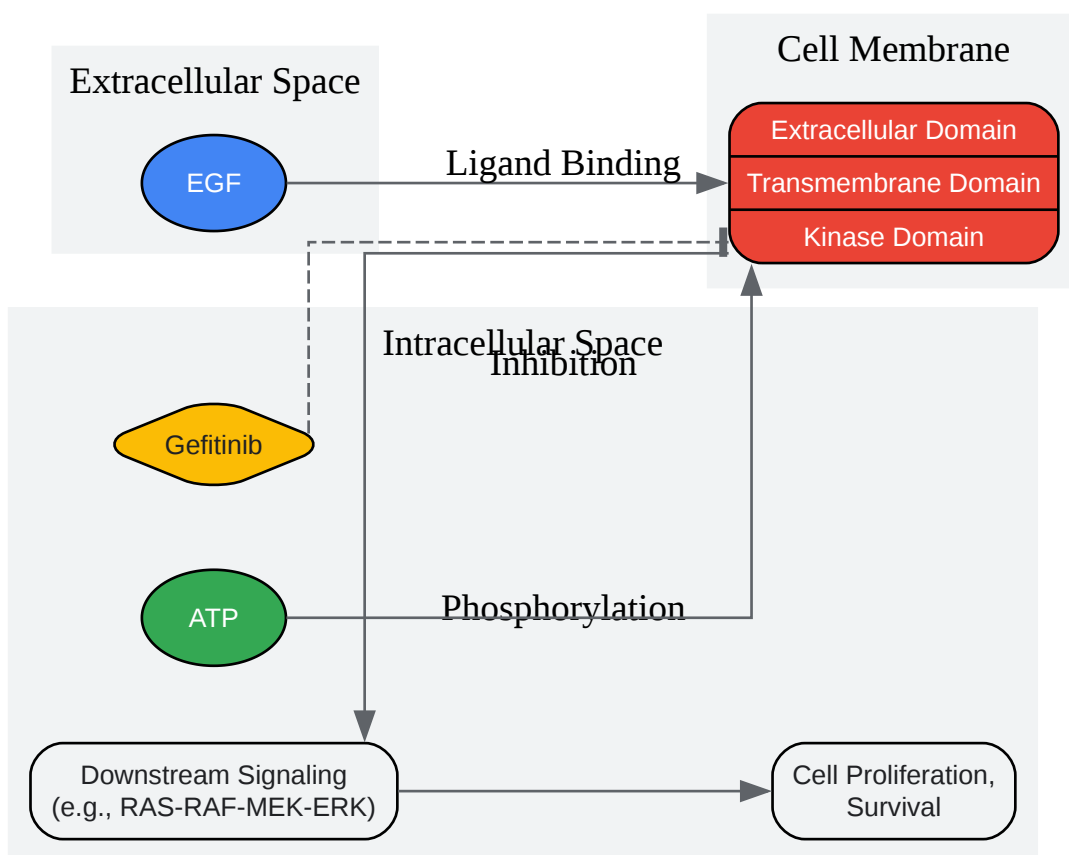 Cell Membrane
Extracellular Space
Extracellular Domain
Ligand Binding
EGF
Transmembrane Domain
Kinase Domain
Intracellular Space
Inhibition
Gefitinib
Phosphorylation
ATP
Downstream Signaling
(e.g., RAS-RAF-MEK-ERK)
Cell Proliferation,
Survival